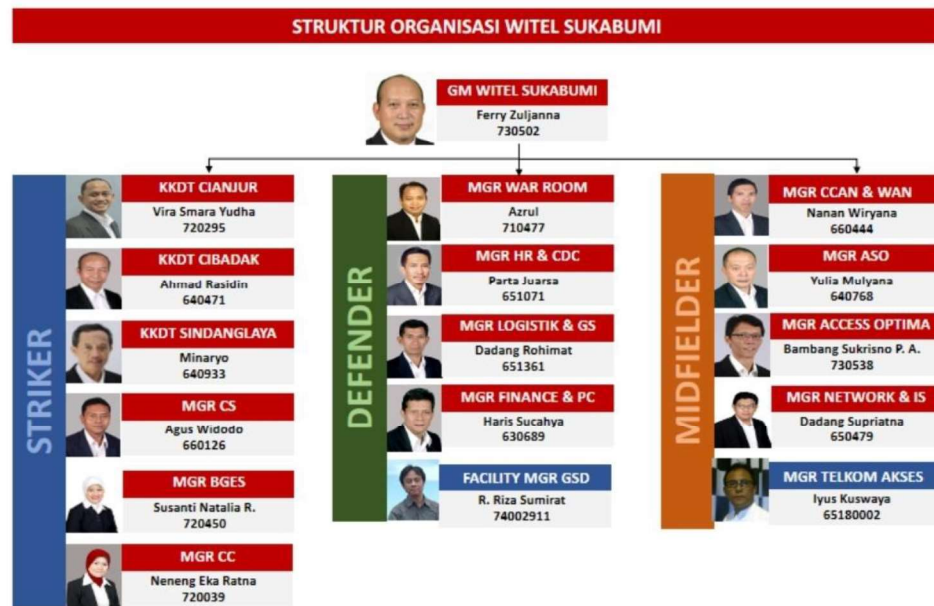 STRUKTUR ORGANISASI WITEL SUKABUMI
GM WITEL SUKABUMI
Ferry Zuljanna
730502
STRIKER
KKDT CIANJUR
Vira Smara Yudha
720295
KKDT CIBADAK
Ahmad Rasidin
640471
KKDT SINDANGLAYA
Minaryo
640933
MGR CS
Agus Widodo
660126
MGR BGES
Susanti Natalia R.
720450
MGR CC
Neneng Eka Ratna
720039
DEFENDER
MGR WAR ROOM
Azrul
710477
MGR HR & CDC
Parta Juarsa
651071
MGR LOGISTIK & GS
Dadang Rohimat
651361
MGR FINANCE & PC
Haris Sucahya
630689
FACILITY MGR GSD
R. Riza Sumirat
74002911
MIDFIELDER
MGR CCAN & WAN
Nanan Wiryana
660444
MGR ASO
Yulia Mulyana
640768
MGR ACCESS OPTIMA
Bambang Sukrisno P. A.
730538
MGR NETWORK & IS
Dadang Supriatna
650479
MGR TELKOM AKSES
Iyus Kuswaya
65180002